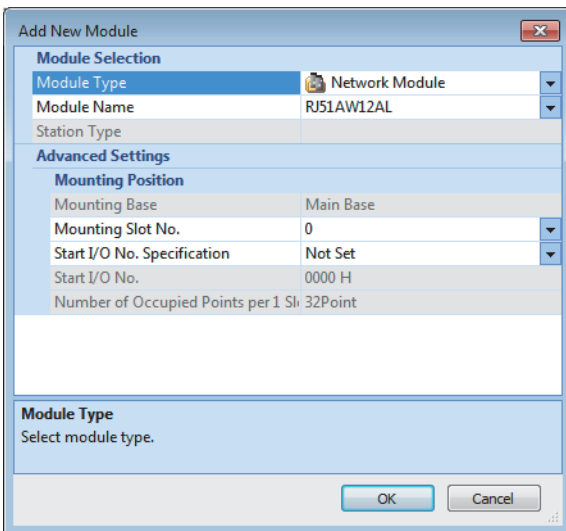 Add New Module
Module Selection
Module Type Network Module
Module Name RJ51AW12AL
Station Type
Advanced Settings
Mounting Position
Mounting Base Main Base
Mounting Slot No. 0
Start I/O No. Specification Not Set
Start I/O No. 0000 H
Number of Occupied Points per 1 Slo 32Point
Module Type
Select module type.
OK Cancel